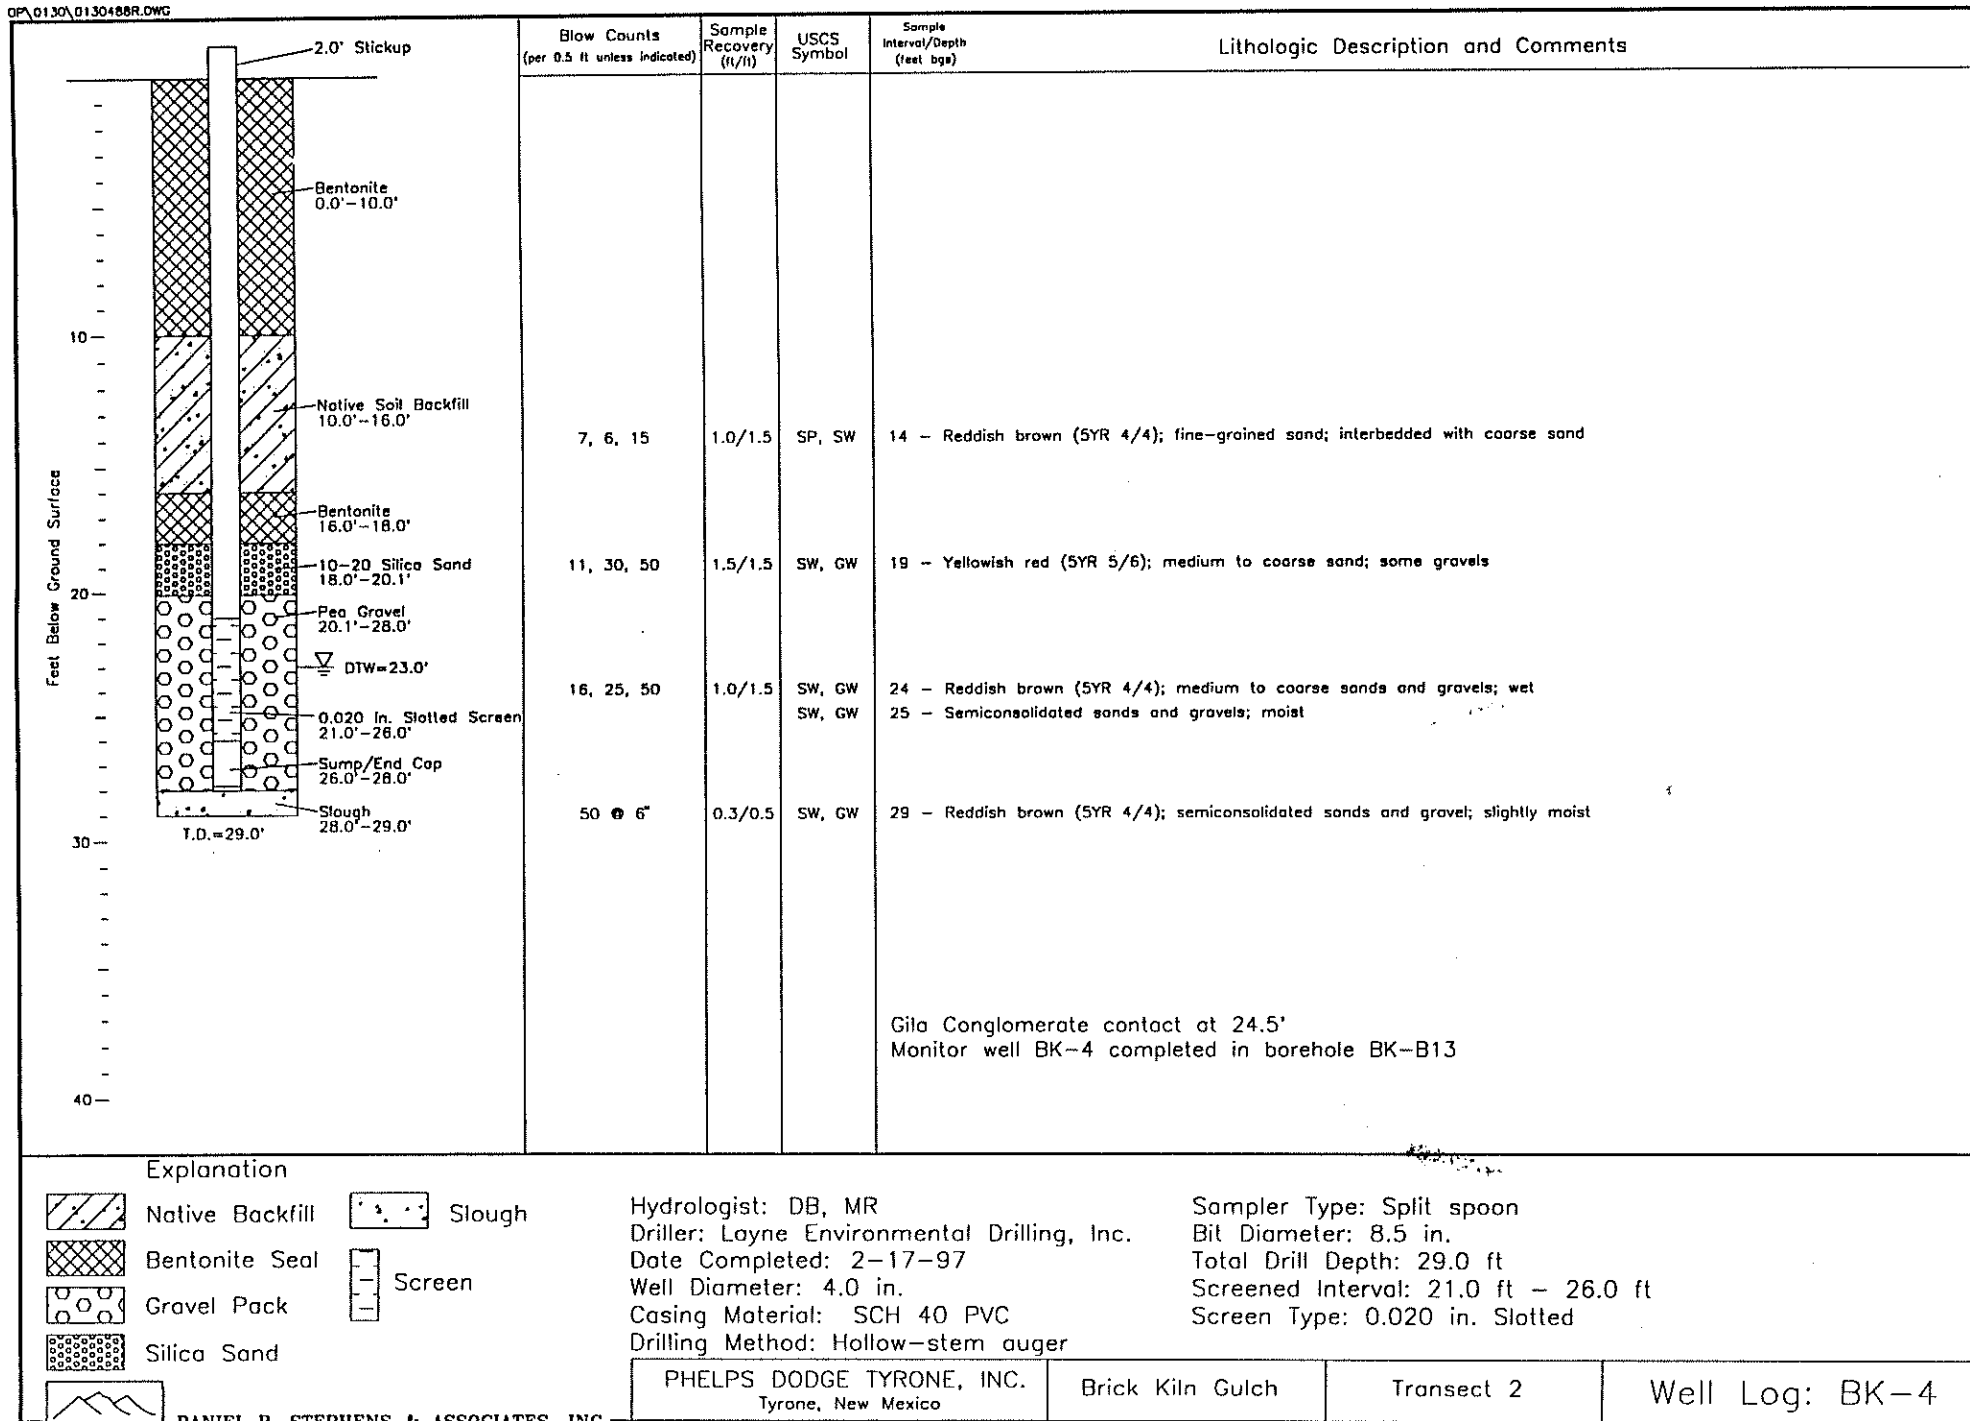 OP\0130\0130488R.DWG
2.0' Stickup
Blow Counts
(per 0.5 ft unless indicated)
Sample
Recovery
(ft/ft)
USCS
Symbol
Sample
Interval/Depth
(feet bgs)
Lithologic Description and Comments
Bentonite
0.0'-10.0'
10
Native Soil Backfill
10.0'-16.0'
7, 6, 15 1.0/1.5 SP, SW 14 - Reddish brown (5YR 4/4); fine-grained sand; interbedded with coarse sand
Feet Below Ground Surface
Bentonite
16.0'-18.0'
10-20 Silica Sand
18.0'-20.1'
11, 30, 50 1.5/1.5 SW, GW 19 - Yellowish red (5YR 5/6); medium to coarse sand; some gravels
20
Pea Gravel
20.1'-28.0'
DTW=23.0'
16, 25, 50 1.0/1.5 SW, GW 24 - Reddish brown (5YR 4/4); medium to coarse sands and gravels; wet
SW, GW 25 - Semiconsolidated sands and gravels; moist
0.020 In. Slotted Screen
21.0'-26.0'
Sump/End Cap
26.0'-28.0'
Slough
28.0'-29.0'
50 @ 6" 0.3/0.5 SW, GW 29 - Reddish brown (5YR 4/4); semiconsolidated sands and gravel; slightly moist
T.D.=29.0'
30
Gila Conglomerate contact at 24.5'
Monitor well BK-4 completed in borehole BK-B13
40
Explanation
Native Backfill
Slough
Bentonite Seal
Screen
Gravel Pack
Silica Sand
Hydrologist: DB, MR
Driller: Layne Environmental Drilling, Inc.
Date Completed: 2-17-97
Well Diameter: 4.0 in.
Casing Material: SCH 40 PVC
Drilling Method: Hollow-stem auger
Sampler Type: Split spoon
Bit Diameter: 8.5 in.
Total Drill Depth: 29.0 ft
Screened Interval: 21.0 ft - 26.0 ft
Screen Type: 0.020 in. Slotted
DANIEL B. STEPHENS & ASSOCIATES, INC.
PHELPS DODGE TYRONE, INC.
Tyrone, New Mexico
Brick Kiln Gulch
Transect 2
Well Log: BK-4